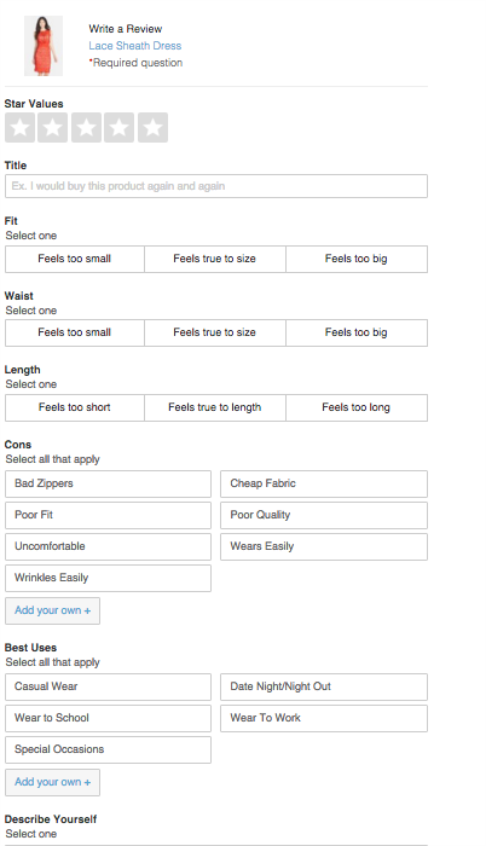 Write a Review
Lace Sheath Dress
*Required question
Star Values
Title
Ex. I would buy this product again and again
Fit
Select one
Feels too small Feels true to size Feels too big
Waist
Select one
Feels too small Feels true to size Feels too big
Length
Select one
Feels too short Feels true to length Feels too long
Cons
Select all that apply
Bad Zippers Cheap Fabric
Poor Fit Poor Quality
Uncomfortable Wears Easily
Wrinkles Easily
Add your own +
Best Uses
Select all that apply
Casual Wear Date Night/Night Out
Wear to School Wear To Work
Special Occasions
Add your own +
Describe Yourself
Select one